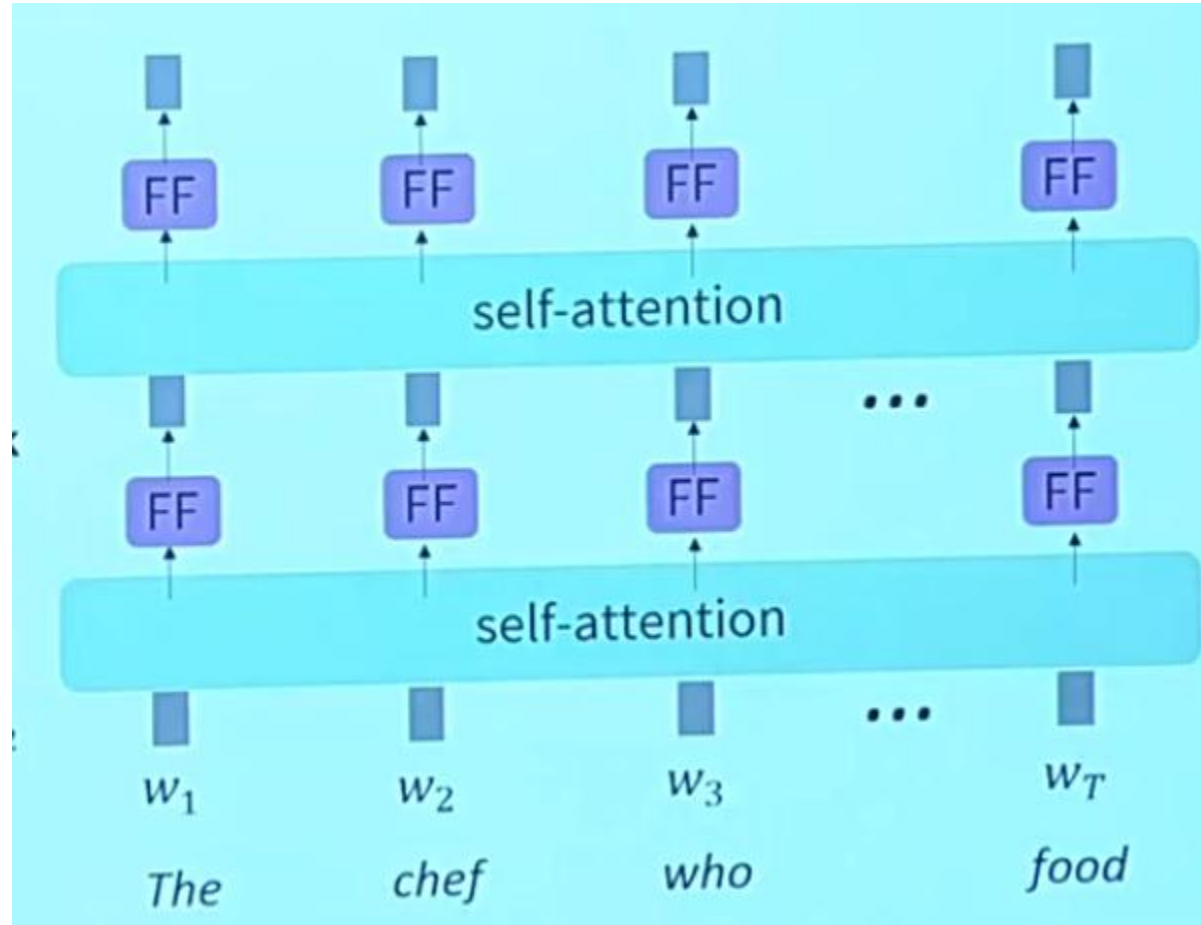 FF FF FF FF
self-attention
...
FF FF FF FF
self-attention
...
w₁ w₂ w₃ w_T
The chef who food